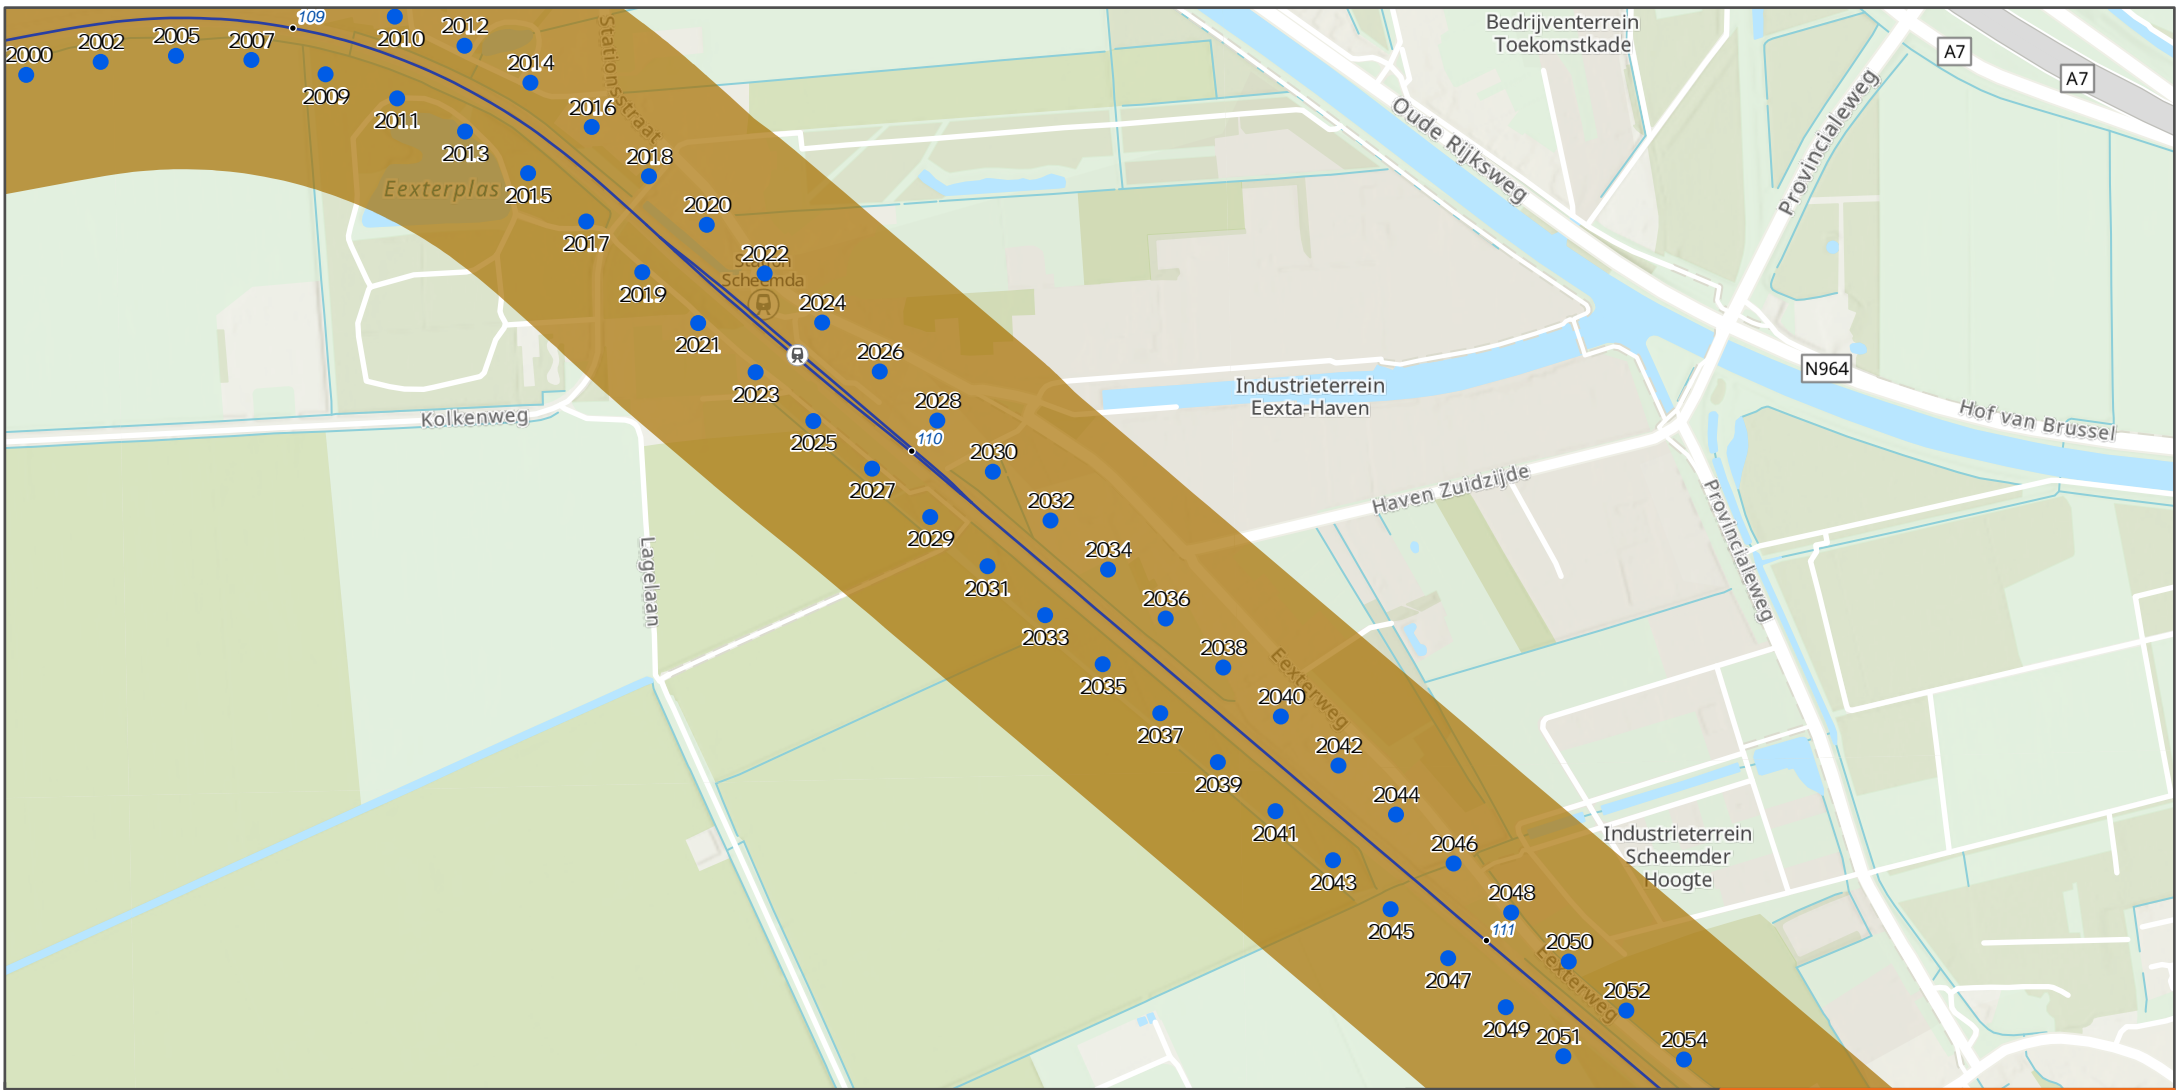 109
2000
2002
2005
2007
2009
2010
2012
2011
2014
2013
2016
2015
2018
2017
2020
2019
2022
2021
2024
2023
2026
2025
2028
2027
110
2030
2029
2032
2031
2034
2033
2036
2035
2038
2037
2040
2039
2042
2041
2044
2043
2046
2045
2048
111
2047
2050
2049
2052
2051
2054
Stationsstraat
Eexterplas
Station
Scheemda
Kolkenweg
Lagelaan
Bedrijventerrein
Toekomstkade
Oude Rijksweg
Provincialeweg
A7
A7
N964
Hof van Brussel
Industrieterrein
Eexta-Haven
Haven Zuidzijde
Provincialeweg
Eexterweg
Industrieterrein
Scheemder
Hoogte
Eexterweg